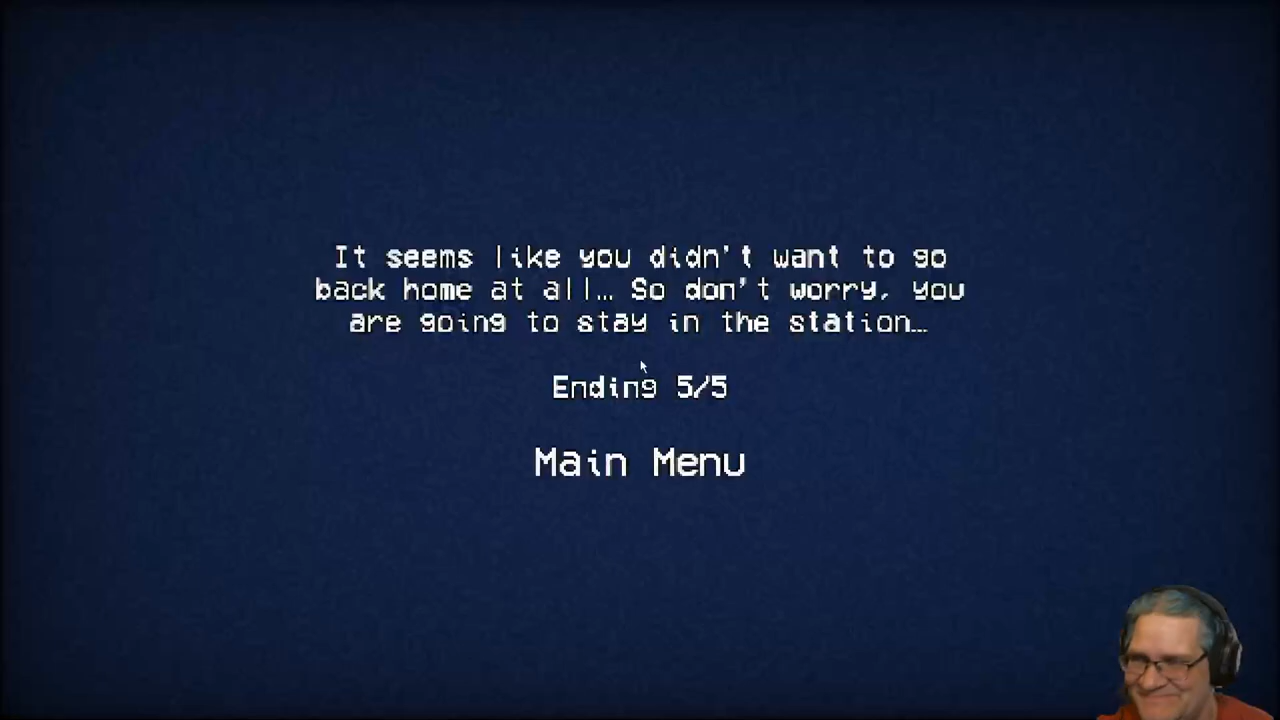 It seems like you didn't want to go
back home at all… So don't worry, you
are going to stay in the station…
Ending 5/5
Main Menu